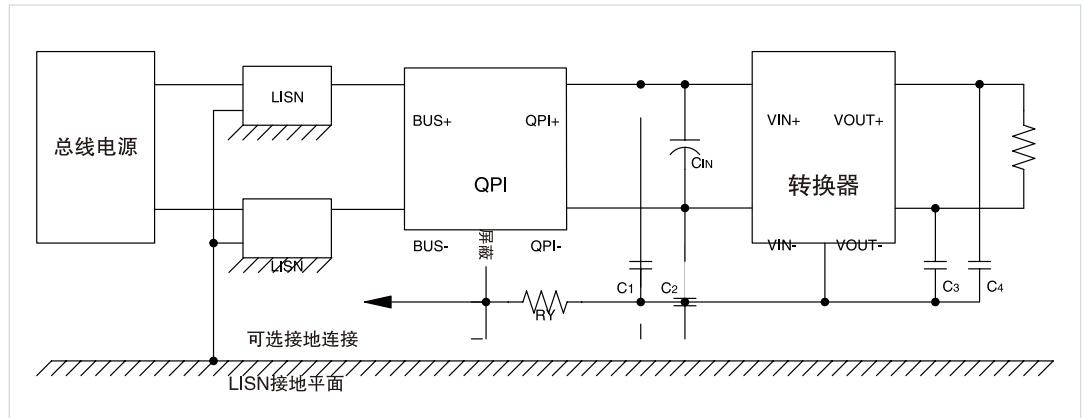 总线电源
LISN
LISN
BUS+
QPI+
QPI
BUS-
屏蔽
QPI-
CIN
VIN+
VOUT+
转换器
VIN-
VOUT-
C1
C2
C3
C4
RY
可选接地连接
LISN接地平面